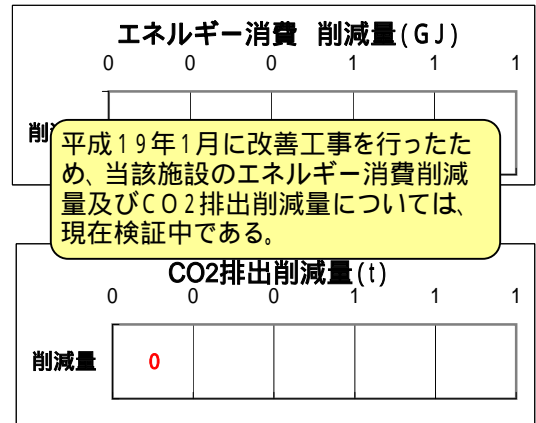 エネルギー消費 削減量(GJ)
0 0 0 1 1 1
削
平成19年1月に改善工事を行ったた
め、当該施設のエネルギー消費削減
量及びCO2排出削減量については、
現在検証中である。
CO2排出削減量(t)
0 0 0 1 1 1
削減量 0